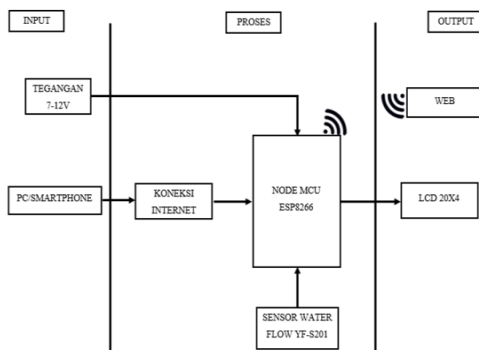 INPUT
PROSES
OUTPUT
TEGANGAN
7-12V
WEB
PC/SMARTPHONE
KONEKSI
INTERNET
NODE MCU
ESP8266
LCD 20X4
SENSOR WATER
FLOW YF-S201